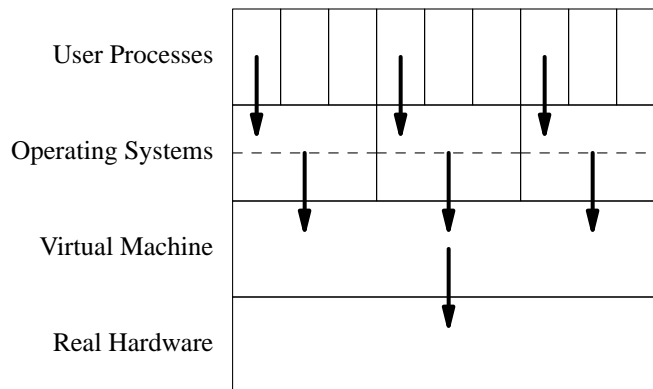 User Processes
Operating Systems
Virtual Machine
Real Hardware